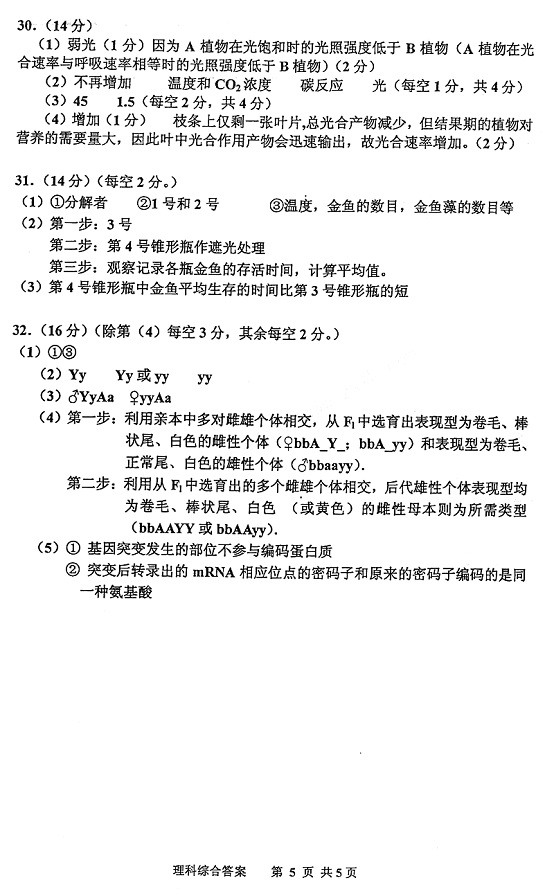 30.（14分）
（1）弱光（1分）因为 A 植物在光饱和时的光照强度低于 B 植物（A 植物在光
合速率与呼吸速率相等时的光照强度低于 B 植物）（2分）
（2）不再增加 温度和 CO₂ 浓度 碳反应 光（每空1分，共4分）
（3）45 1.5（每空2分，共4分）
（4）增加（1分） 枝条上仅剩一张叶片,总光合产物减少，但结果期的植物对
营养的需要量大，因此叶中光合作用产物会迅速输出，故光合速率增加。（2分）
31.（14分）（每空2分。）
（1）①分解者 ②1号和2号 ③温度，金鱼的数目，金鱼藻的数目等
（2）第一步：3号
第二步：第4号锥形瓶作遮光处理
第三步：观察记录各瓶金鱼的存活时间，计算平均值。
（3）第4号锥形瓶中金鱼平均生存的时间比第3号锥形瓶的短
32.（16分）（除第（4）每空3分，其余每空2分。）
（1）①③
（2）Yy Yy或yy yy
（3）♂YyAa ♀yyAa
（4）第一步：利用亲本中多对雌雄个体相交，从 F₁中选育出表现型为卷毛、棒
状尾、白色的雌性个体（♀bbA_Y_；bbA_yy）和表现型为卷毛、
正常尾、白色的雄性个体（♂bbaayy）.
第二步：利用从 F₁中选育出的多个雌雄个体相交，后代雄性个体表现型均
为卷毛、棒状尾、白色 （或黄色）的雌性母本则为所需类型
（bbAAYY 或 bbAAyy）.
（5）① 基因突变发生的部位不参与编码蛋白质
② 突变后转录出的 mRNA 相应位点的密码子和原来的密码子编码的是同
一种氨基酸
理科综合答案 第 5 页 共5页